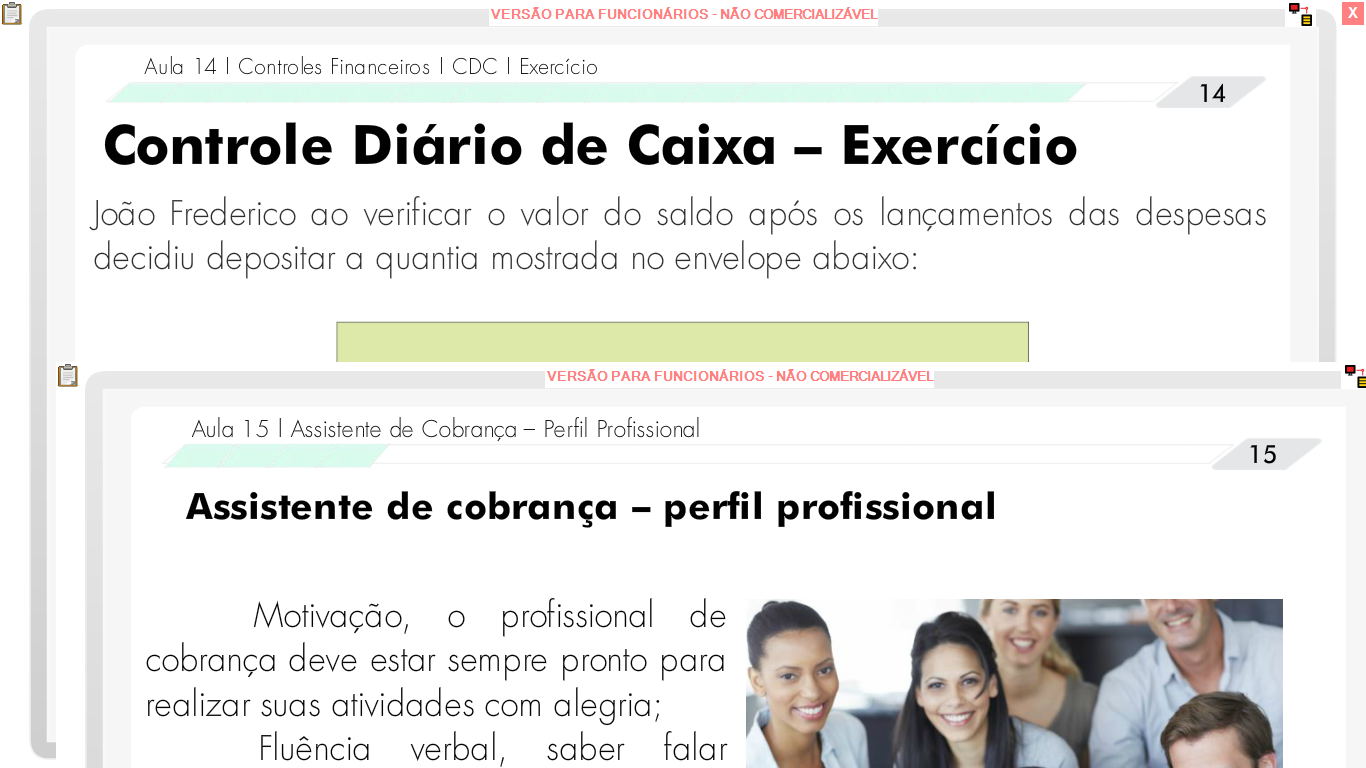 VERSÃO PARA FUNCIONÁRIOS - NÃO COMERCIALIZÁVEL
X
Aula 14 | Controles Financeiros | CDC | Exercício
14
Controle Diário de Caixa – Exercício
João Frederico ao verificar o valor do saldo após os lançamentos das despesas
decidiu depositar a quantia mostrada no envelope abaixo:
VERSÃO PARA FUNCIONÁRIOS - NÃO COMERCIALIZÁVEL
Aula 15 | Assistente de Cobrança – Perfil Profissional
15
Assistente de cobrança – perfil profissional
Motivação, o profissional de
cobrança deve estar sempre pronto para
realizar suas atividades com alegria;
Fluência verbal, saber falar